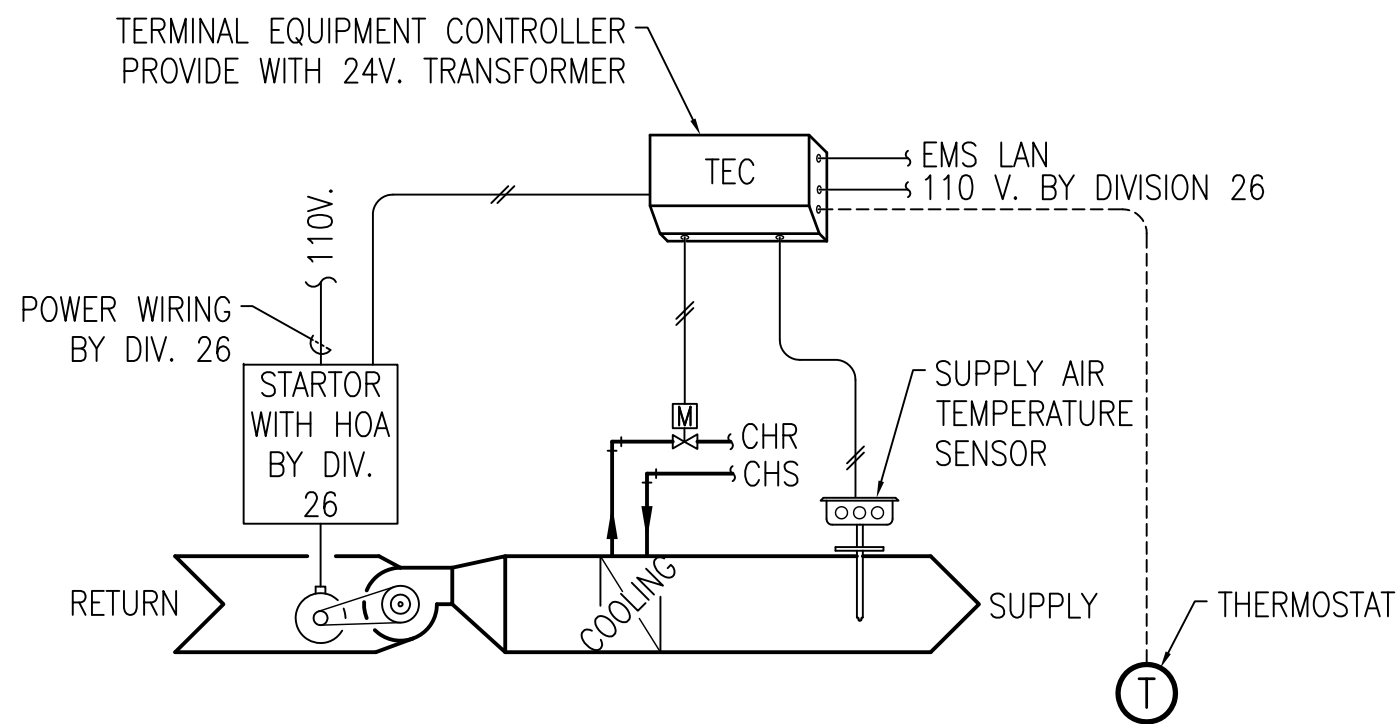 TERMINAL EQUIPMENT CONTROLLER
PROVIDE WITH 24V. TRANSFORMER
TEC
EMS LAN
110 V. BY DIVISION 26
110V.
POWER WIRING
BY DIV. 26
STARTOR
WITH HOA
BY DIV.
26
M
CHR
CHS
SUPPLY AIR
TEMPERATURE
SENSOR
RETURN
COOLING
SUPPLY
THERMOSTAT
T